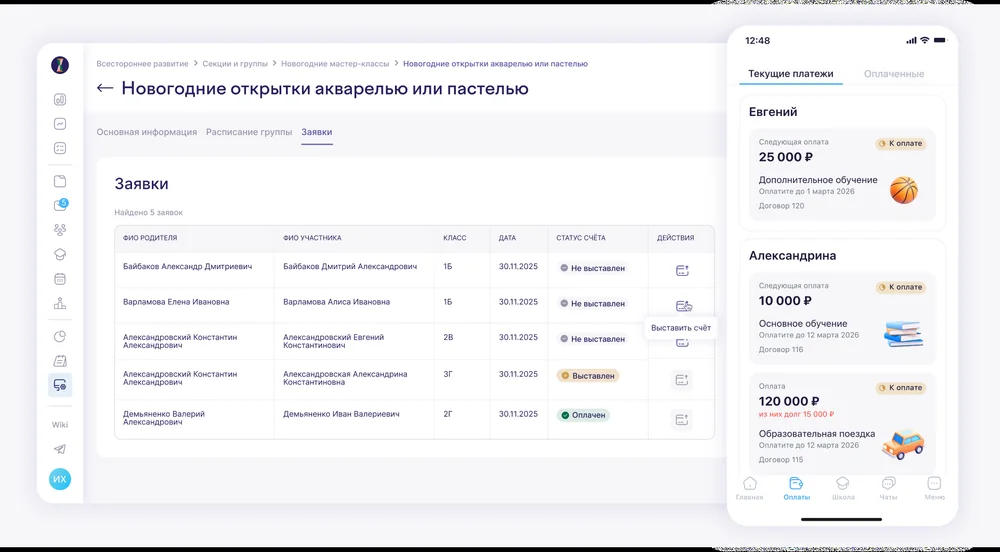 Всестороннее развитие > Секции и группы > Новогодние мастер-классы > Новогодние открытки акварелью или пастелью
← Новогодние открытки акварелью или пастелью
Основная информация Расписание группы Заявки
Заявки
Найдено 5 заявок
ФИО РОДИТЕЛЯ ФИО УЧАСТНИКА КЛАСС ДАТА СТАТУС СЧЁТА ДЕЙСТВИЯ
Байбаков Александр Дмитриевич Байбаков Дмитрий Александрович 1Б 30.11.2025 Не выставлен
Варламова Елена Ивановна Варламова Алиса Ивановна 1Б 30.11.2025 Не выставлен
Выставить счёт
Александровский Константин Александровский Евгений 2В 30.11.2025 Не выставлен
Александрович Константинович
Александровский Константин Александровская Александрина 3Г 30.11.2025 Выставлен
Александрович Константиновна
Демьяненко Валерий Демьяненко Иван Валериевич 2Г 30.11.2025 Оплачен
Александрович
5
Wiki
ИХ
12:48
Текущие платежи Оплаченные
Евгений
Следующая оплата К оплате
25 000 ₽
Дополнительное обучение
Оплатите до 1 марта 2026
Договор 120
Александрина
Следующая оплата К оплате
10 000 ₽
Основное обучение
Оплатите до 12 марта 2026
Договор 116
Оплата К оплате
120 000 ₽
из них долг 15 000 ₽
Образовательная поездка
Оплатите до 12 марта 2026
Договор 115
Главная Оплаты Школа Чаты Меню